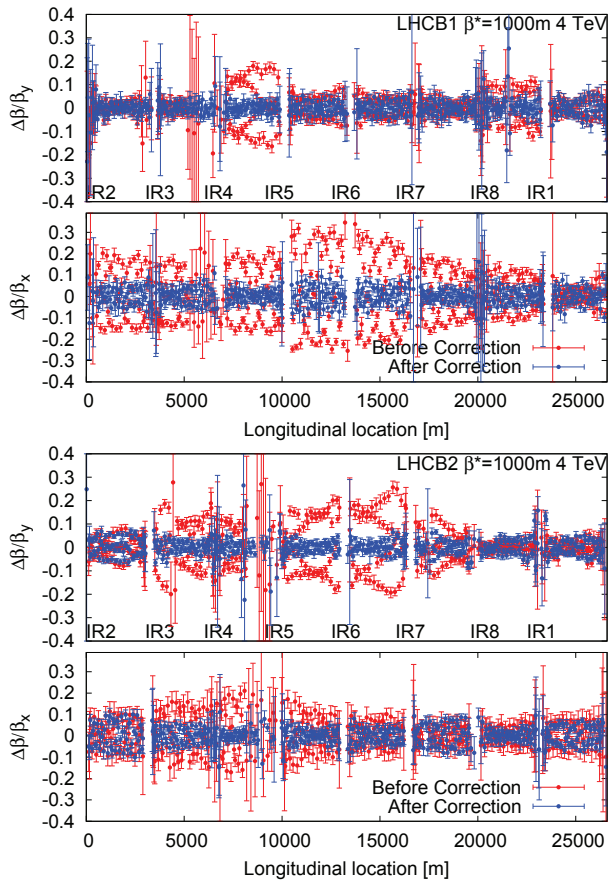 LHCB1 β*=1000m 4 TeV
Δβ/βy
0.4
0.3
0.2
0.1
0
-0.1
-0.2
-0.3
-0.4
IR2 IR3 IR4 IR5 IR6 IR7 IR8 IR1
Δβ/βx
0.3
0.2
0.1
0
-0.1
-0.2
-0.3
-0.4
Before Correction
After Correction
0 5000 10000 15000 20000 25000
Longitudinal location [m]
LHCB2 β*=1000m 4 TeV
Δβ/βy
0.4
0.3
0.2
0.1
0
-0.1
-0.2
-0.3
-0.4
IR2 IR3 IR4 IR5 IR6 IR7 IR8 IR1
Δβ/βx
0.3
0.2
0.1
0
-0.1
-0.2
-0.3
-0.4
Before Correction
After Correction
0 5000 10000 15000 20000 25000
Longitudinal location [m]